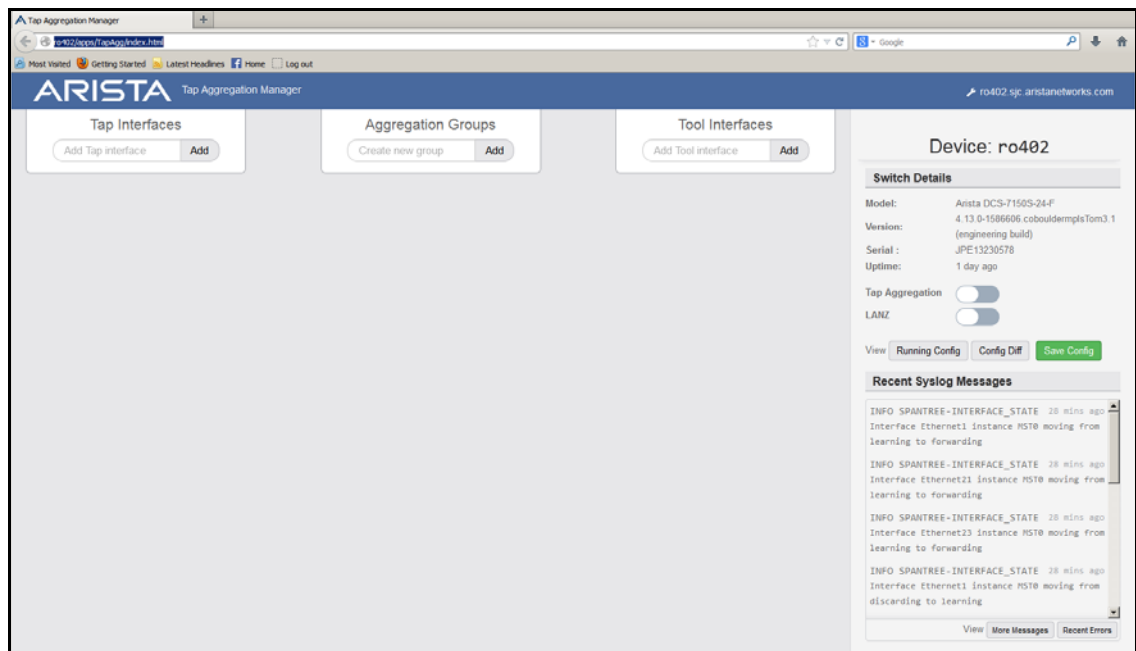 Tap Aggregation Manager
ro402/apps/TapAgg/index.html
Google
Most Visited Getting Started Latest Headlines Home Log out
ARISTA Tap Aggregation Manager
ro402.sjc.aristanetworks.com
Tap Interfaces
Add Tap interface Add
Aggregation Groups
Create new group Add
Tool Interfaces
Add Tool interface Add
Device: ro402
Switch Details
Model: Arista DCS-7150S-24-F
Version: 4.13.0-1586606.cobouldermplsTom3.1
(engineering build)
Serial : JPE13230578
Uptime: 1 day ago
Tap Aggregation
LANZ
View Running Config Config Diff Save Config
Recent Syslog Messages
INFO SPANTREE-INTERFACE_STATE 28 mins ago
Interface Ethernet1 instance MST0 moving from
learning to forwarding
INFO SPANTREE-INTERFACE_STATE 28 mins ago
Interface Ethernet21 instance MST0 moving from
learning to forwarding
INFO SPANTREE-INTERFACE_STATE 28 mins ago
Interface Ethernet23 instance MST0 moving from
learning to forwarding
INFO SPANTREE-INTERFACE_STATE 28 mins ago
Interface Ethernet1 instance MST0 moving from
discarding to learning
View More Messages Recent Errors